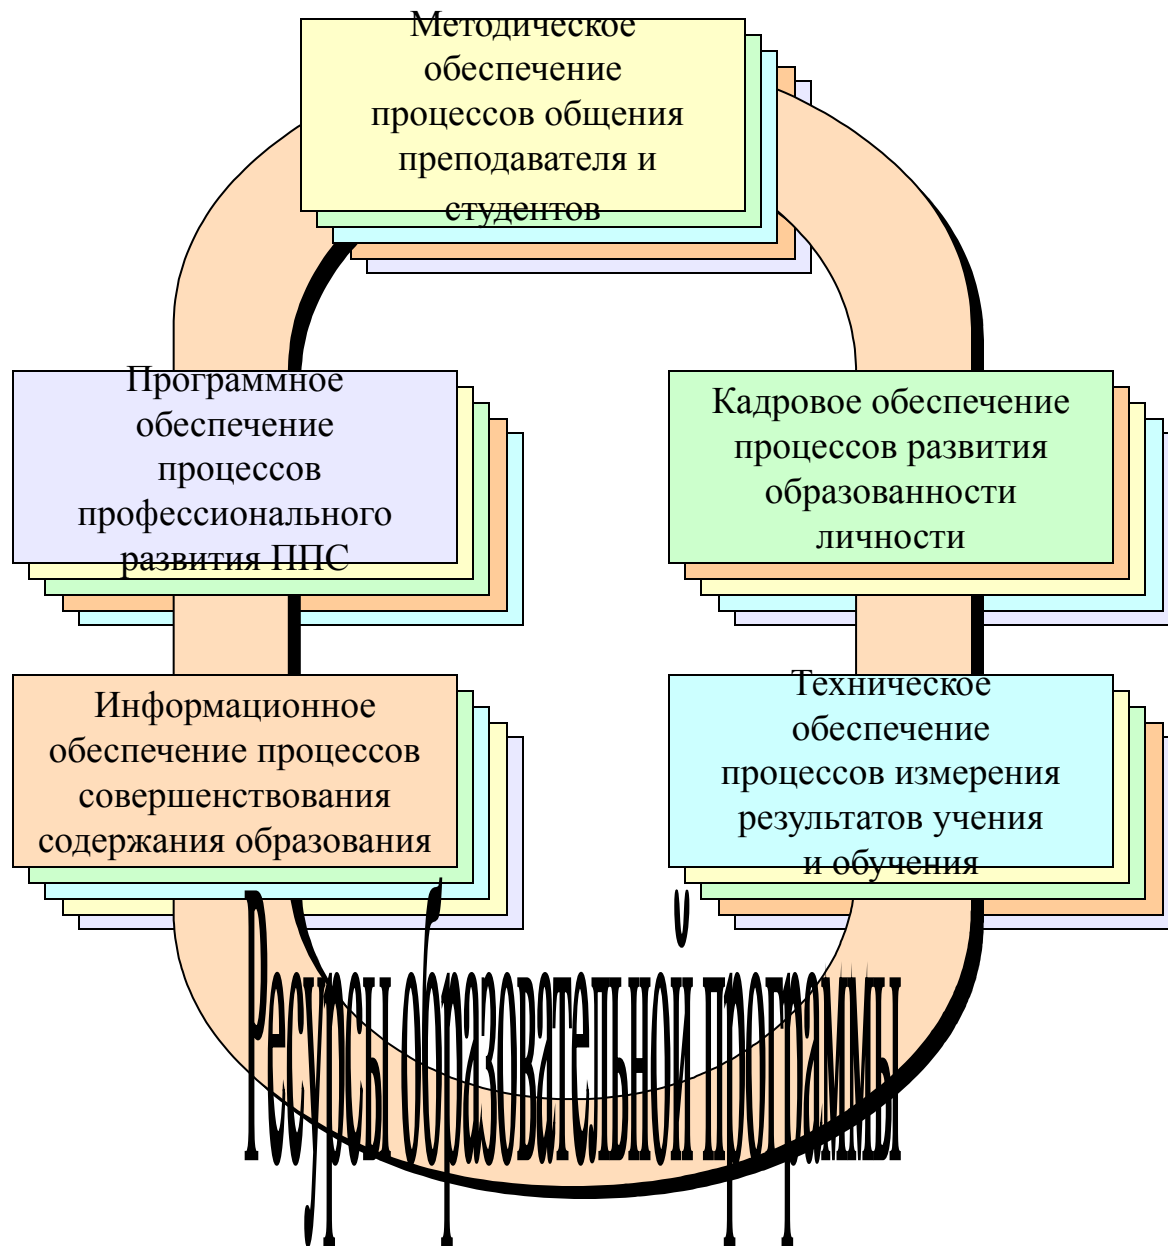 Методическое
обеспечение
процессов общения
преподавателя и
студентов
Программное
обеспечение
процессов
профессионального
развития ППС
Кадровое обеспечение
процессов развития
образованности
личности
Информационное
обеспечение процессов
совершенствования
содержания образования
Техническое
обеспечение
процессов измерения
результатов учения
и обучения
Ресурсы образовательной программы